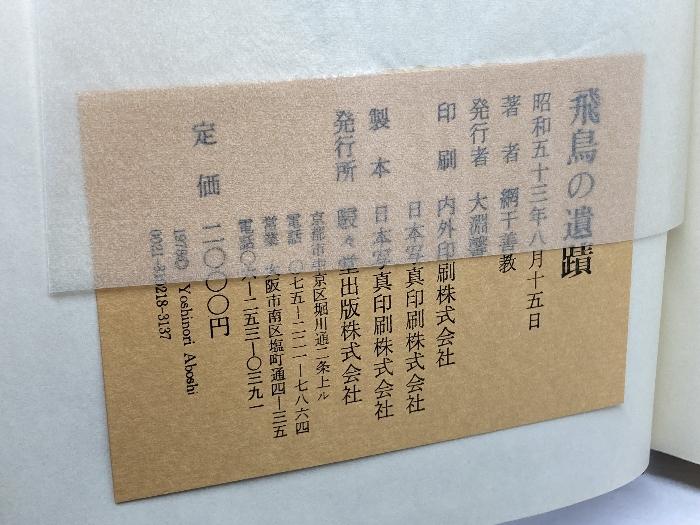 飛鳥の遺蹟
昭和五十三年八月十五日
著者 網干善教
発行者 大淵馨
印刷 内外印刷株式会社
日本写真印刷株式会社
製本 日本写真印刷株式会社
発行所 駸々堂出版株式会社
京都市中京区堀川通二条上ル
電話〇七五―二二一―七八六四
営業 大阪市南区塩町通四―三五
電話〇六―二五三―〇三九一
定価 二〇〇〇円
Yoshinori Aboshi
218-3137